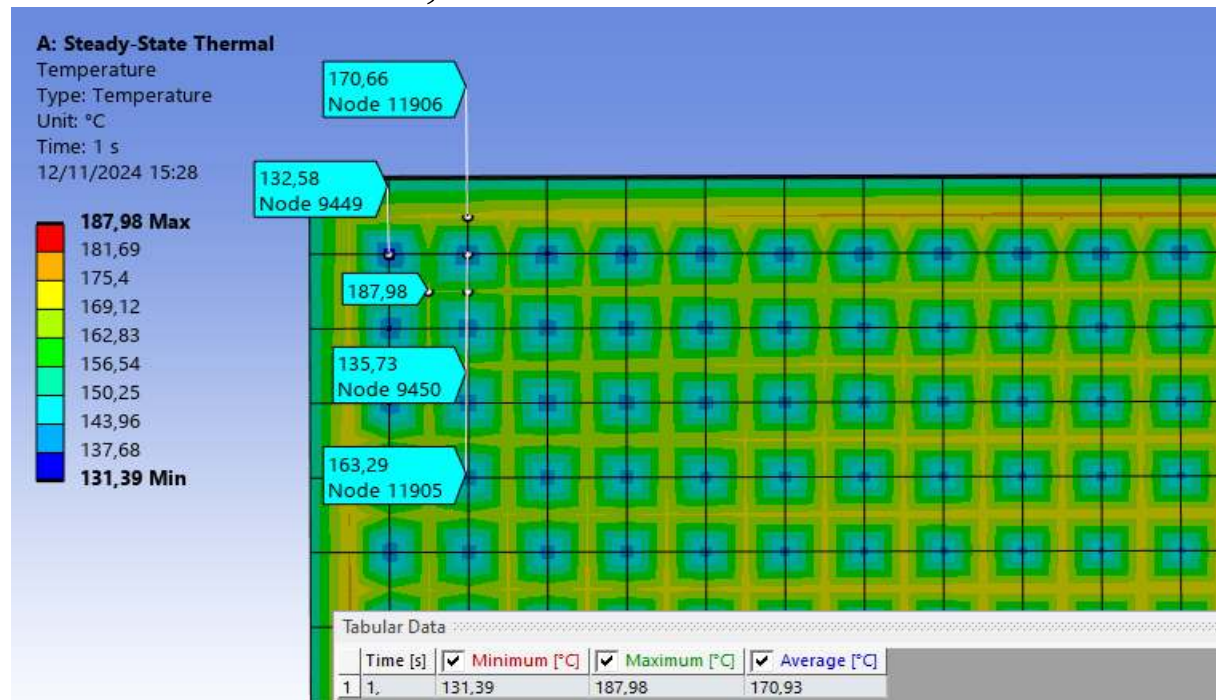 A: Steady-State Thermal
Temperature
Type: Temperature
Unit: °C
Time: 1 s
12/11/2024 15:28
187,98 Max
181,69
175,4
169,12
162,83
156,54
150,25
143,96
137,68
131,39 Min
170,66
Node 11906
132,58
Node 9449
187,98
135,73
Node 9450
163,29
Node 11905
Tabular Data
Time [s] Minimum [°C] Maximum [°C] Average [°C]
1 1, 131,39 187,98 170,93